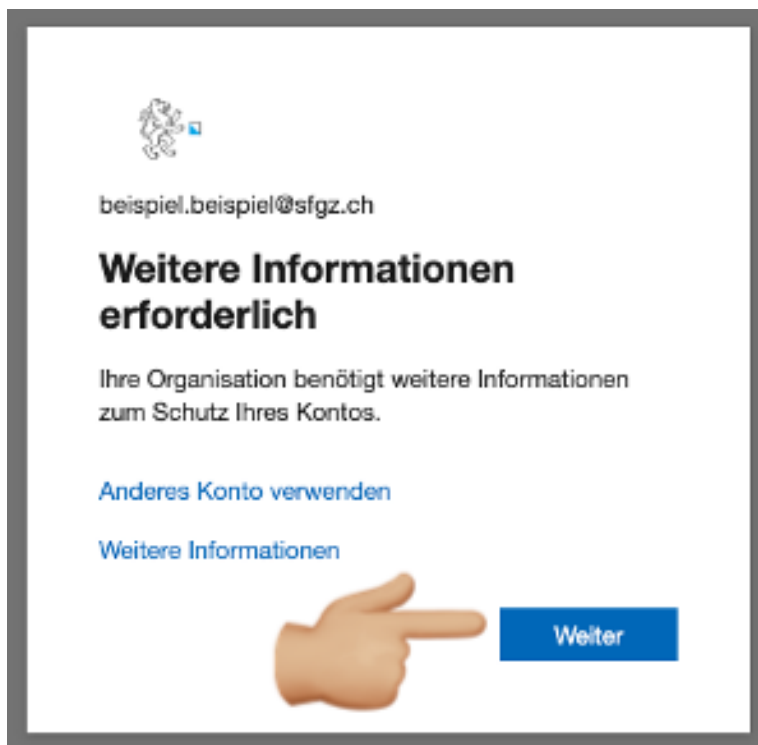 beispiel.beispiel@sfgz.ch
Weitere Informationen
erforderlich
Ihre Organisation benötigt weitere Informationen
zum Schutz Ihres Kontos.
Anderes Konto verwenden
Weitere Informationen
Weiter